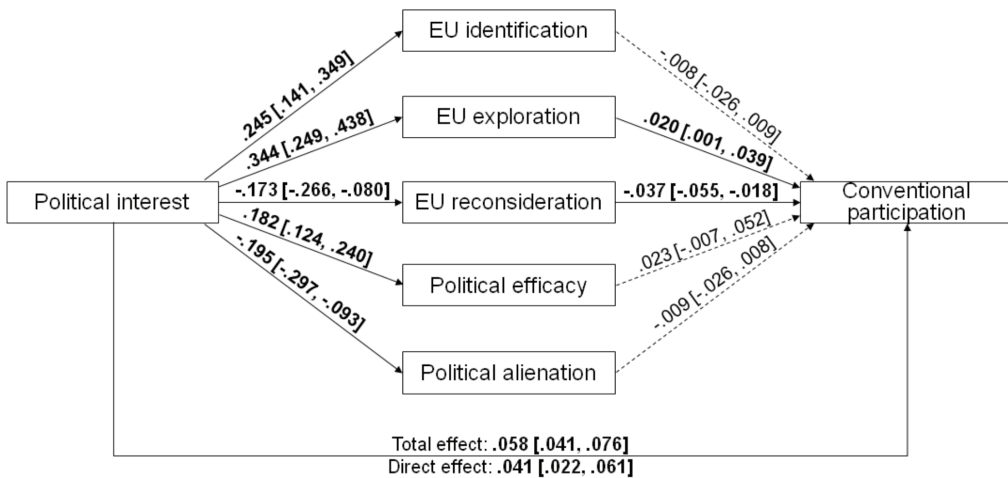 EU identification
.245 [.141, .349]
-.008 [-.026, .009]
EU exploration
.344 [.249, .438]
.020 [.001, .039]
Political interest
-.173 [-.266, -.080]
EU reconsideration
-.037 [-.055, -.018]
Conventional
participation
.182 [.124, .240]
.023 [-.007, .052]
Political efficacy
-.195 [-.297, -.093]
-.009 [-.026, .008]
Political alienation
Total effect: .058 [.041, .076]
Direct effect: .041 [.022, .061]